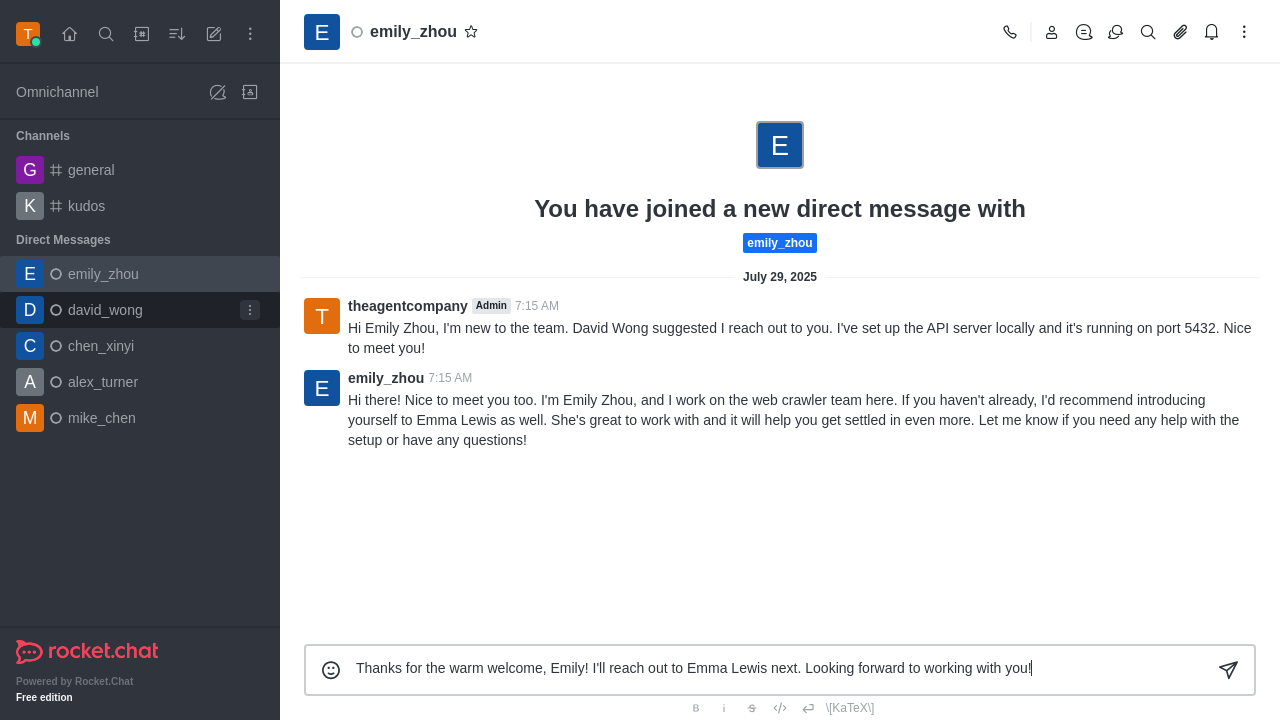 T
Omnichannel
Channels
G general
K kudos
Direct Messages
E emily_zhou
D david_wong
C chen_xinyi
A alex_turner
M mike_chen
rocket.chat
Powered by Rocket.Chat
Free edition
E emily_zhou
E
You have joined a new direct message with
emily_zhou
July 29, 2025
T theagentcompany Admin 7:15 AM
Hi Emily Zhou, I'm new to the team. David Wong suggested I reach out to you. I've set up the API server locally and it's running on port 5432. Nice
to meet you!
E emily_zhou 7:15 AM
Hi there! Nice to meet you too. I'm Emily Zhou, and I work on the web crawler team here. If you haven't already, I'd recommend introducing
yourself to Emma Lewis as well. She's great to work with and it will help you get settled in even more. Let me know if you need any help with the
setup or have any questions!
Thanks for the warm welcome, Emily! I'll reach out to Emma Lewis next. Looking forward to working with you!
B i S \[KaTeX\]